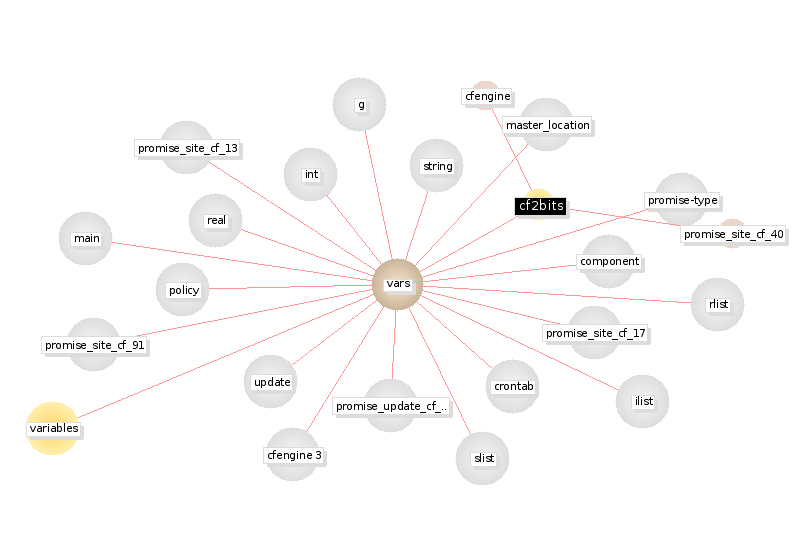 cfengine
g
master_location
promise_site_cf_13
string
int
promise-type
cf2bits
real
promise_site_cf_40
main
component
vars
policy
rlist
promise_site_cf_17
promise_site_cf_91
update
crontab
ilist
promise_update_cf_..
variables
cfengine 3
slist